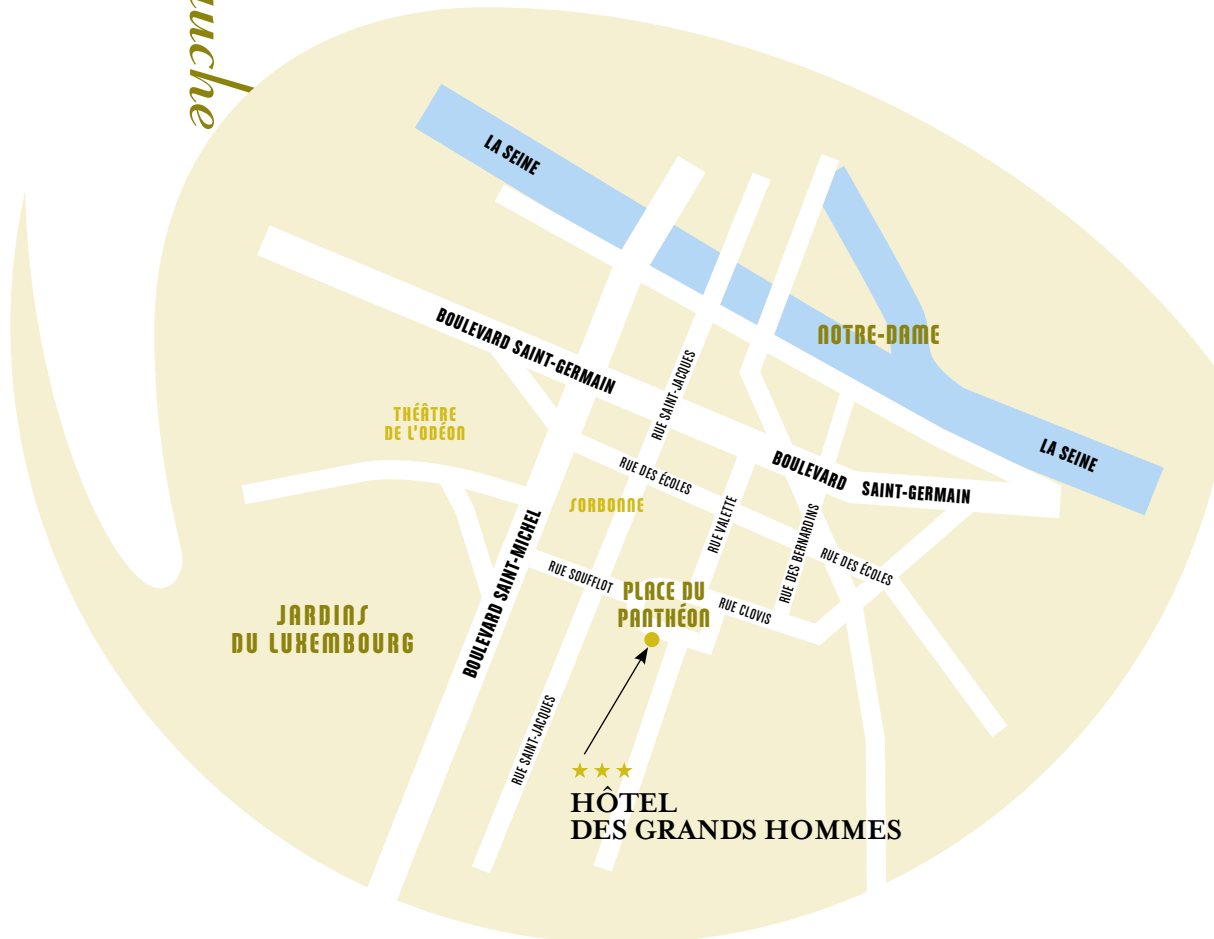 uche
LA SEINE
BOULEVARD SAINT-GERMAIN
NOTRE-DAME
RUE SAINT-JACQUES
THÉÂTRE
DE L'ODÉON
LA SEINE
BOULEVARD SAINT-GERMAIN
RUE DES ÉCOLES
SORBONNE
RUE VALETTE
RUE DES BERNARDINS
RUE DES ÉCOLES
BOULEVARD SAINT-MICHEL
RUE SOUFFLOT
PLACE DU
PANTHÉON
RUE CLOVIS
JARDINS
DU LUXEMBOURG
RUE SAINT-JACQUES
HÔTEL
DES GRANDS HOMMES